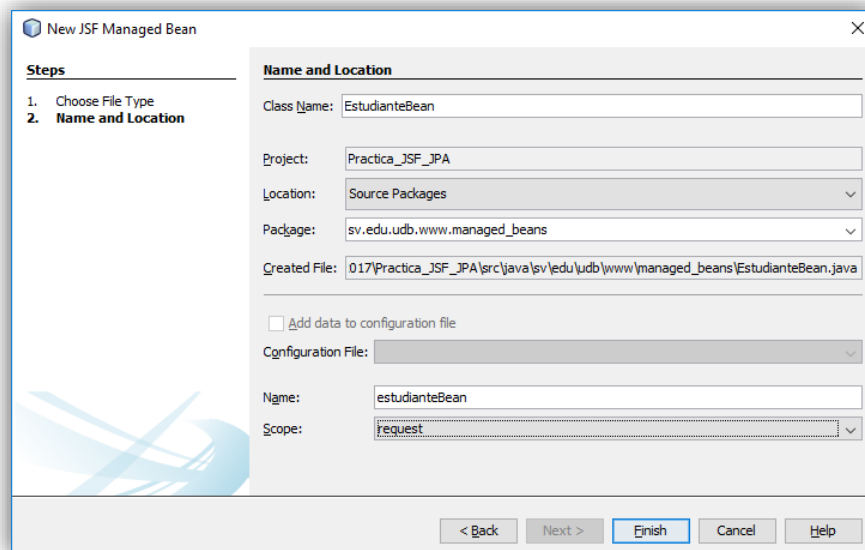 New JSF Managed Bean
Steps
1. Choose File Type
2. Name and Location
Name and Location
Class Name: EstudianteBean
Project: Practica_JSF_JPA
Location: Source Packages
Package: sv.edu.udb.www.managed_beans
Created File: 017\Practica_JSF_JPA\src\java\sv\edu\udb\www\managed_beans\EstudianteBean.java
Add data to configuration file
Configuration File:
Name: estudianteBean
Scope: request
< Back Next > Finish Cancel Help